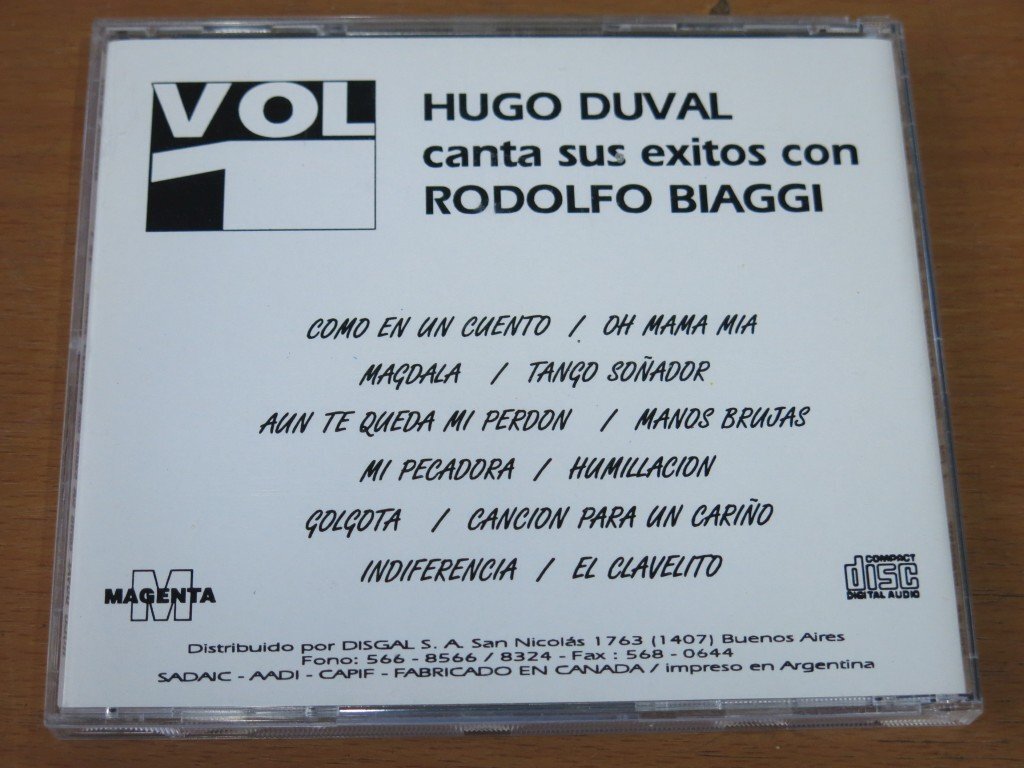 VOL
1
HUGO DUVAL
canta sus exitos con
RODOLFO BIAGGI
COMO EN UN CUENTO / OH MAMA MIA
MAGDALA / TANGO SOÑADOR
AUN TE QUEDA MI PERDON / MANOS BRUJAS
MI PECADORA / HUMILLACION
GOLGOTA / CANCION PARA UN CARIÑO
INDIFERENCIA / EL CLAVELITO
M
MAGENTA
COMPACT
disc
DIGITAL AUDIO
Distribuido por DISGAL S. A. San Nicolás 1763 (1407) Buenos Aires
Fono: 566 - 8566 / 8324 - Fax : 568 - 0644
SADAIC - AADI - CAPIF - FABRICADO EN CANADA / impreso en Argentina